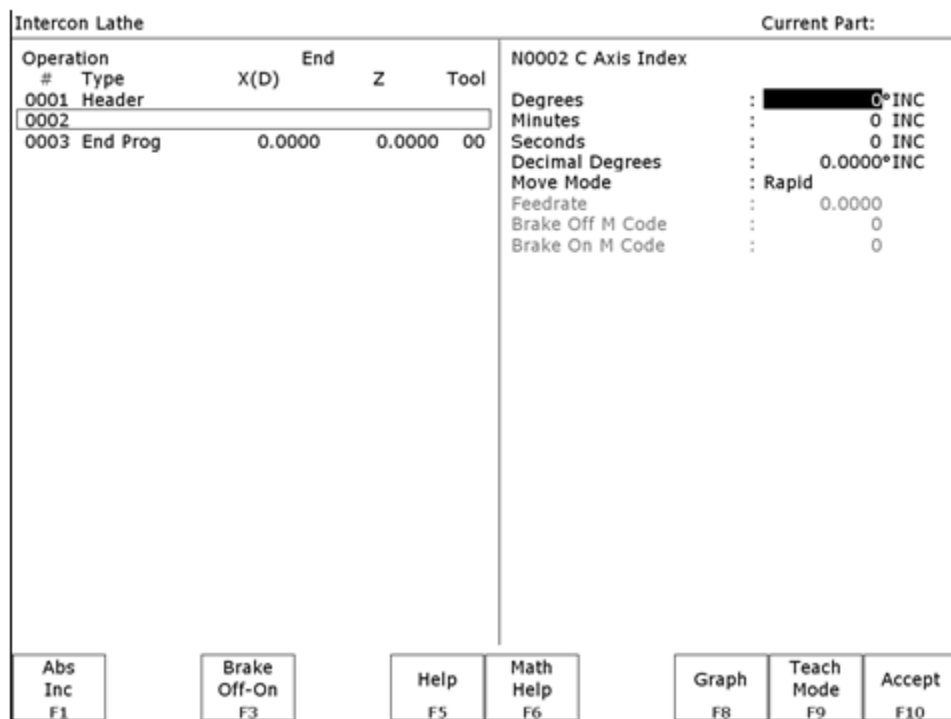 Intercon Lathe Current Part:
Operation End
# Type X(D) Z Tool
0001 Header
0002
0003 End Prog 0.0000 0.0000 00
N0002 C Axis Index
Degrees : 0° INC
Minutes : 0 INC
Seconds : 0 INC
Decimal Degrees : 0.0000° INC
Move Mode : Rapid
Feedrate : 0.0000
Brake Off M Code : 0
Brake On M Code : 0
Abs Inc F1
Brake Off-On F3
Help F5
Math Help F6
Graph F8
Teach Mode F9
Accept F10